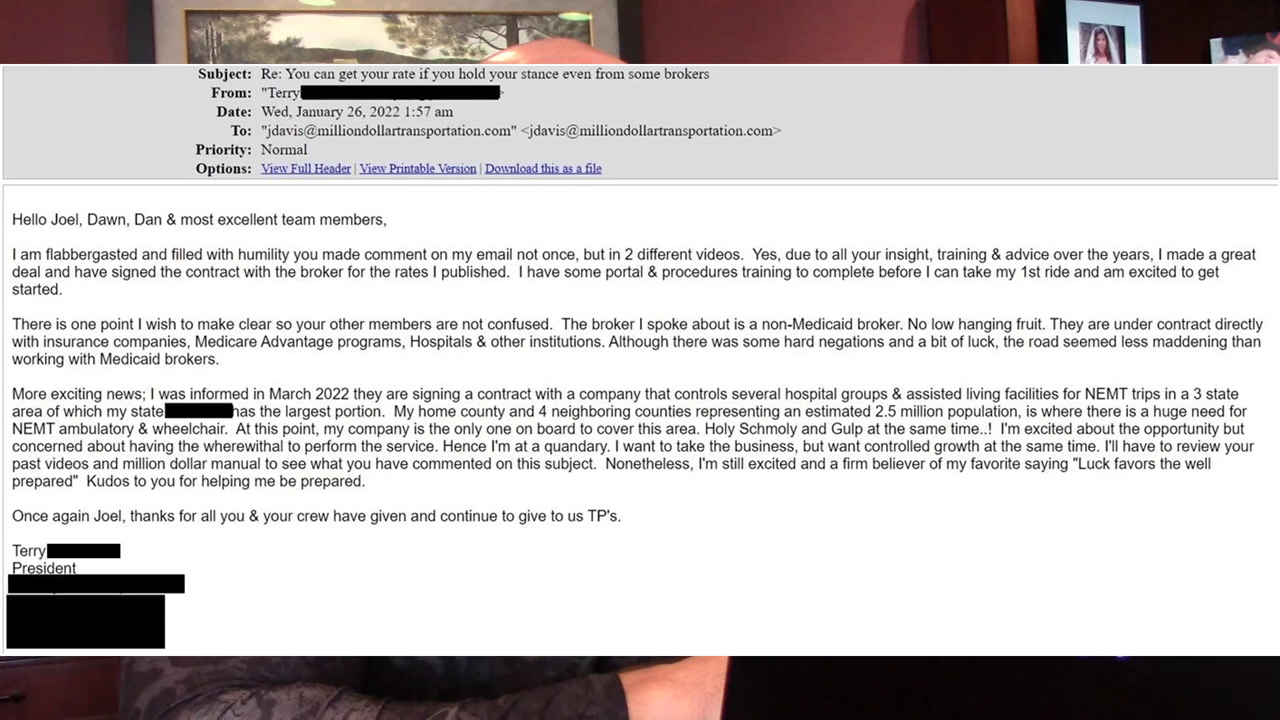 Subject: Re: You can get your rate if you hold your stance even from some brokers
From: "Terry >
Date: Wed, January 26, 2022 1:57 am
To: "jdavis@milliondollartransportation.com" <jdavis@milliondollartransportation.com>
Priority: Normal
Options: View Full Header | View Printable Version | Download this as a file
Hello Joel, Dawn, Dan & most excellent team members,
I am flabbergasted and filled with humility you made comment on my email not once, but in 2 different videos. Yes, due to all your insight, training & advice over the years, I made a great
deal and have signed the contract with the broker for the rates I published. I have some portal & procedures training to complete before I can take my 1st ride and am excited to get
started.
There is one point I wish to make clear so your other members are not confused. The broker I spoke about is a non-Medicaid broker. No low hanging fruit. They are under contract directly
with insurance companies, Medicare Advantage programs, Hospitals & other institutions. Although there was some hard negations and a bit of luck, the road seemed less maddening than
working with Medicaid brokers.
More exciting news; I was informed in March 2022 they are signing a contract with a company that controls several hospital groups & assisted living facilities for NEMT trips in a 3 state
area of which my state has the largest portion. My home county and 4 neighboring counties representing an estimated 2.5 million population, is where there is a huge need for
NEMT ambulatory & wheelchair. At this point, my company is the only one on board to cover this area. Holy Schmoly and Gulp at the same time..! I'm excited about the opportunity but
concerned about having the wherewithal to perform the service. Hence I'm at a quandary. I want to take the business, but want controlled growth at the same time. I'll have to review your
past videos and million dollar manual to see what you have commented on this subject. Nonetheless, I'm still excited and a firm believer of my favorite saying "Luck favors the well
prepared" Kudos to you for helping me be prepared.
Once again Joel, thanks for all you & your crew have given and continue to give to us TP's.
Terry
President